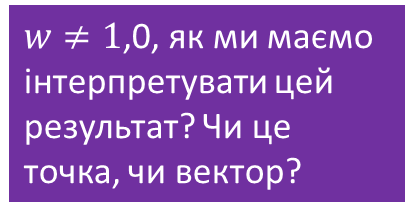 w ≠ 1,0, як ми маємо
інтерпретувати цей
результат? Чи це
точка, чи вектор?